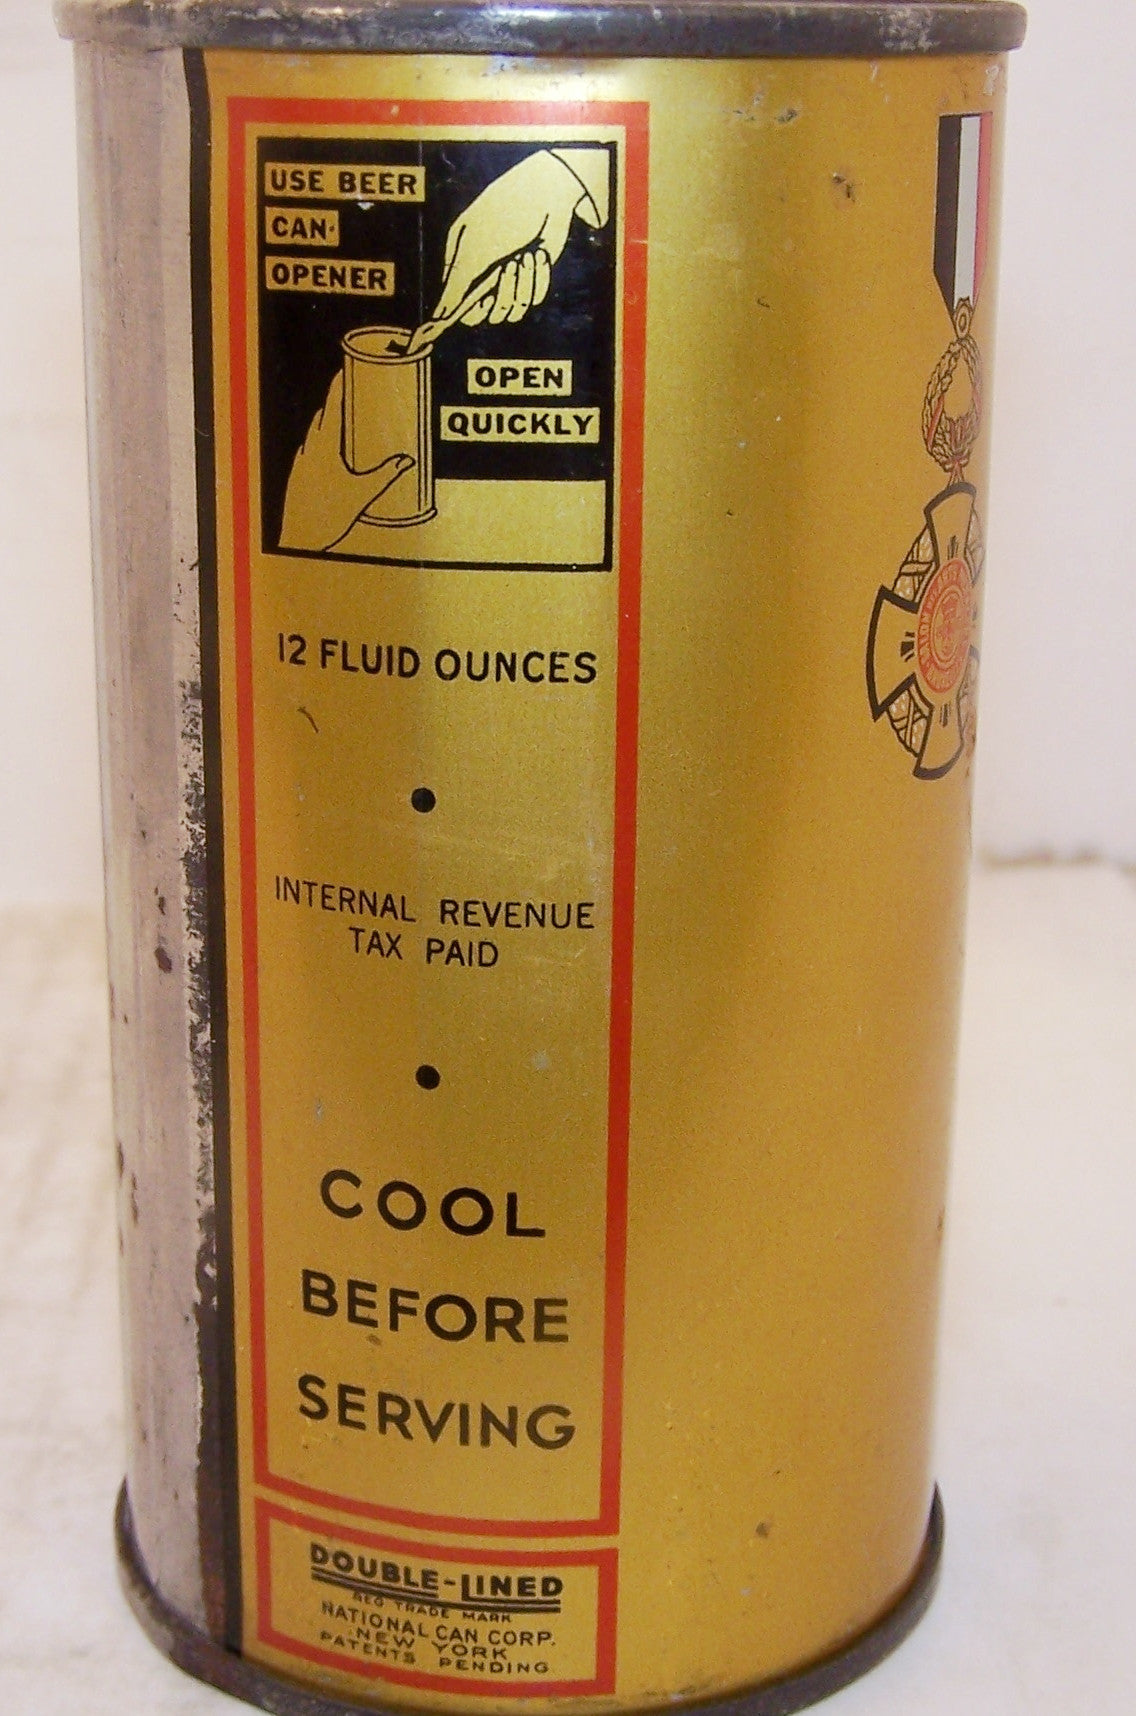 USE BEER
CAN-
OPENER
OPEN
QUICKLY
12 FLUID OUNCES
INTERNAL REVENUE
TAX PAID
COOL
BEFORE
SERVING
DOUBLE-LINED
REG TRADE MARK
NATIONAL CAN CORP.
NEW YORK
PATENTS PENDING